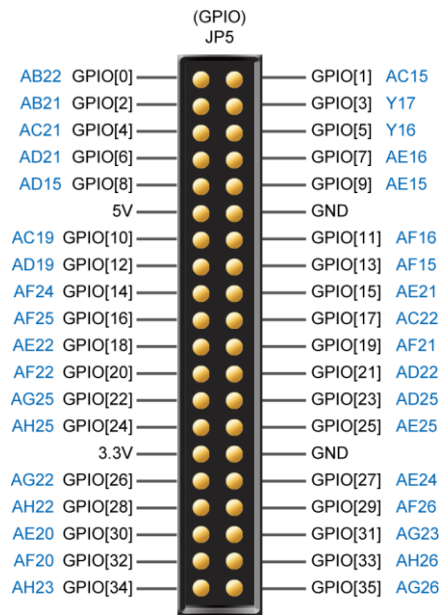 (GPIO)
JP5
AB22 GPIO[0] GPIO[1] AC15
AB21 GPIO[2] GPIO[3] Y17
AC21 GPIO[4] GPIO[5] Y16
AD21 GPIO[6] GPIO[7] AE16
AD15 GPIO[8] GPIO[9] AE15
5V GND
AC19 GPIO[10] GPIO[11] AF16
AD19 GPIO[12] GPIO[13] AF15
AF24 GPIO[14] GPIO[15] AE21
AF25 GPIO[16] GPIO[17] AC22
AE22 GPIO[18] GPIO[19] AF21
AF22 GPIO[20] GPIO[21] AD22
AG25 GPIO[22] GPIO[23] AD25
AH25 GPIO[24] GPIO[25] AE25
3.3V GND
AG22 GPIO[26] GPIO[27] AE24
AH22 GPIO[28] GPIO[29] AF26
AE20 GPIO[30] GPIO[31] AG23
AF20 GPIO[32] GPIO[33] AH26
AH23 GPIO[34] GPIO[35] AG26